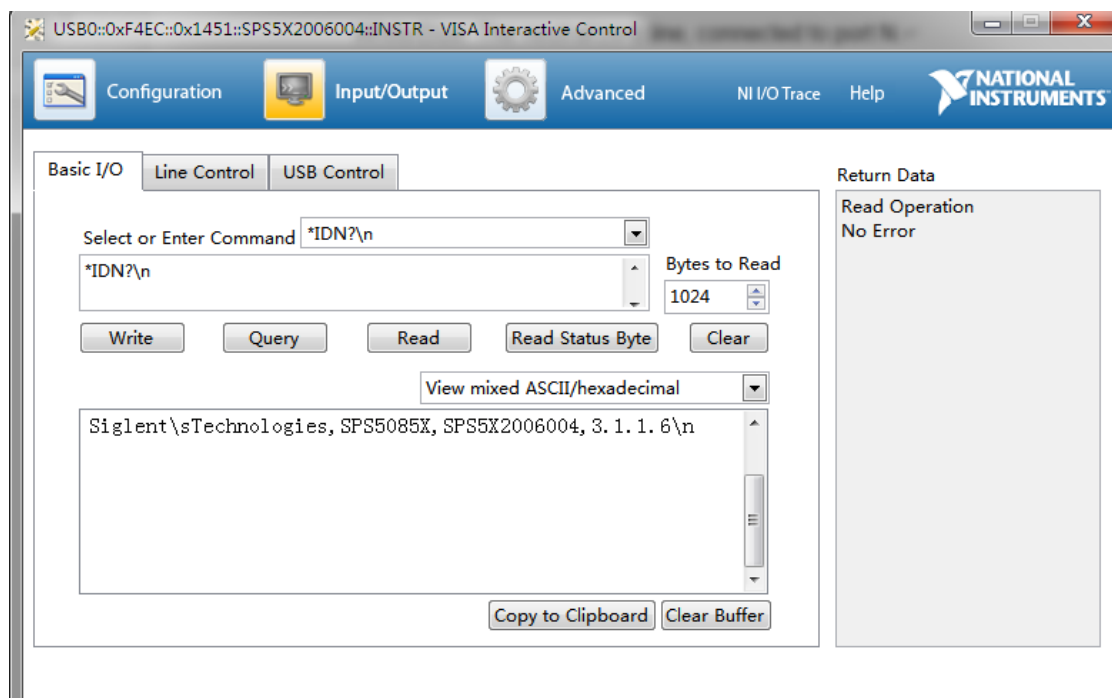 USB0::0xF4EC::0x1451::SPS5X2006004::INSTR - VISA Interactive Control
Configuration Input/Output Advanced NI I/O Trace Help NATIONAL INSTRUMENTS
Basic I/O Line Control USB Control
Return Data
Read Operation
No Error
Select or Enter Command *IDN?\n
*IDN?\n
Bytes to Read
1024
Write Query Read Read Status Byte Clear
View mixed ASCII/hexadecimal
Siglent\sTechnologies,SPS5085X,SPS5X2006004,3.1.1.6\n
Copy to Clipboard Clear Buffer